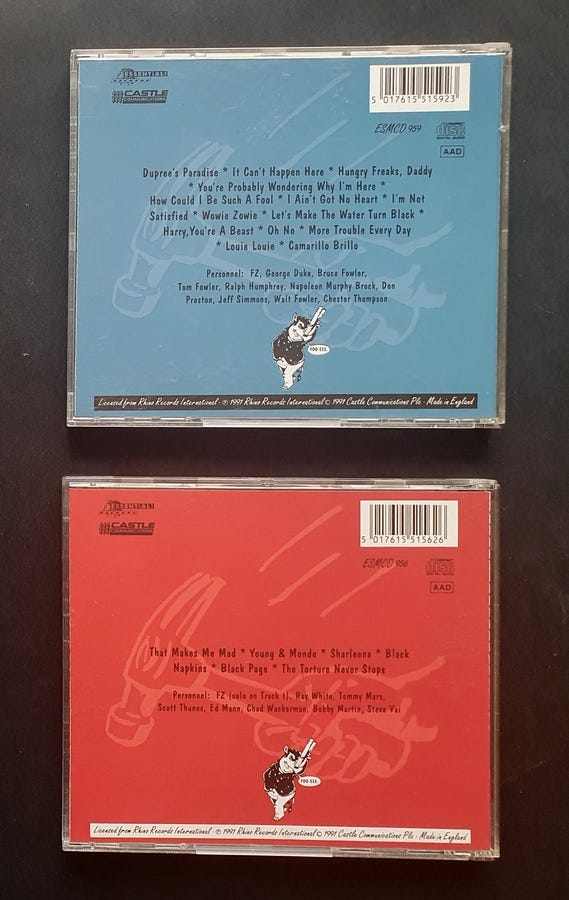 ESSENTIAL!
CASTLE
COMMUNICATIONS
5 017615 515923
ESMCD 959
disc
DIGITAL AUDIO
AAD
Dupree's Paradise * It Can't Happen Here * Hungry Freaks, Daddy
* You're Probably Wondering Why I'm Here *
How Could I Be Such A Fool * I Ain't Got No Heart * I'm Not
Satisfied * Wowie Zowie * Let's Make The Water Turn Black *
Harry,You're A Beast * Oh No * More Trouble Every Day
* Louie Louie * Camarillo Brillo
Personnel: FZ, George Duke, Bruce Fowler,
Tom Fowler, Ralph Humphrey, Napoleon Murphy Brock, Don
Preston, Jeff Simmons, Walt Fowler, Chester Thompson
FOO-EEE.
Licensed from Rhino Records International · ℗ 1991 Rhino Records International © 1991 Castle Communications Plc · Made in England
ESSENTIAL!
CASTLE
COMMUNICATIONS
5 017615 515626
ESMCD 956
disc
DIGITAL AUDIO
AAD
That Makes Me Mad * Young & Monde * Sharleena * Black
Napkins * Black Page * The Torture Never Stops
Personnel: FZ (solo on Track 1), Ray White, Tommy Mars,
Scott Thunes, Ed Mann, Chad Wackerman, Bobby Martin, Steve Vai
FOO-EEE.
Licensed from Rhino Records International · ℗ 1991 Rhino Records International © 1991 Castle Communications Plc · Made in England